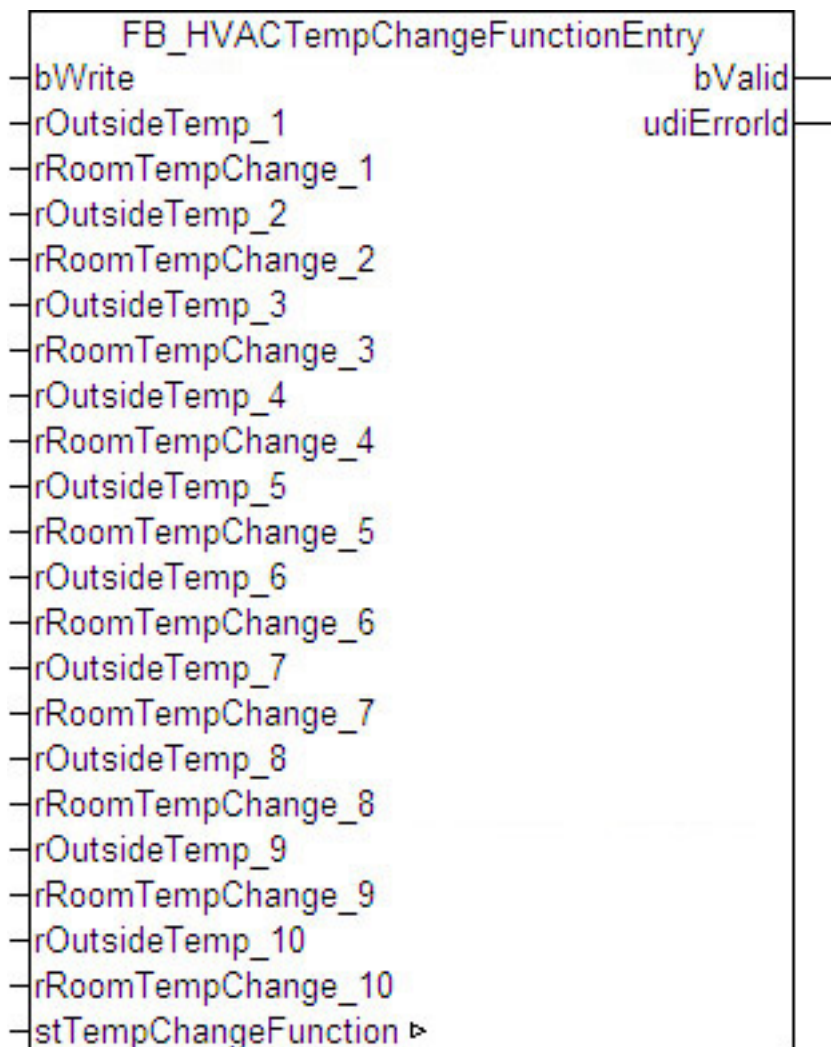 FB_HVACTempChangeFunctionEntry
bWrite bValid
rOutsideTemp_1 udiErrorId
rRoomTempChange_1
rOutsideTemp_2
rRoomTempChange_2
rOutsideTemp_3
rRoomTempChange_3
rOutsideTemp_4
rRoomTempChange_4
rOutsideTemp_5
rRoomTempChange_5
rOutsideTemp_6
rRoomTempChange_6
rOutsideTemp_7
rRoomTempChange_7
rOutsideTemp_8
rRoomTempChange_8
rOutsideTemp_9
rRoomTempChange_9
rOutsideTemp_10
rRoomTempChange_10
stTempChangeFunction